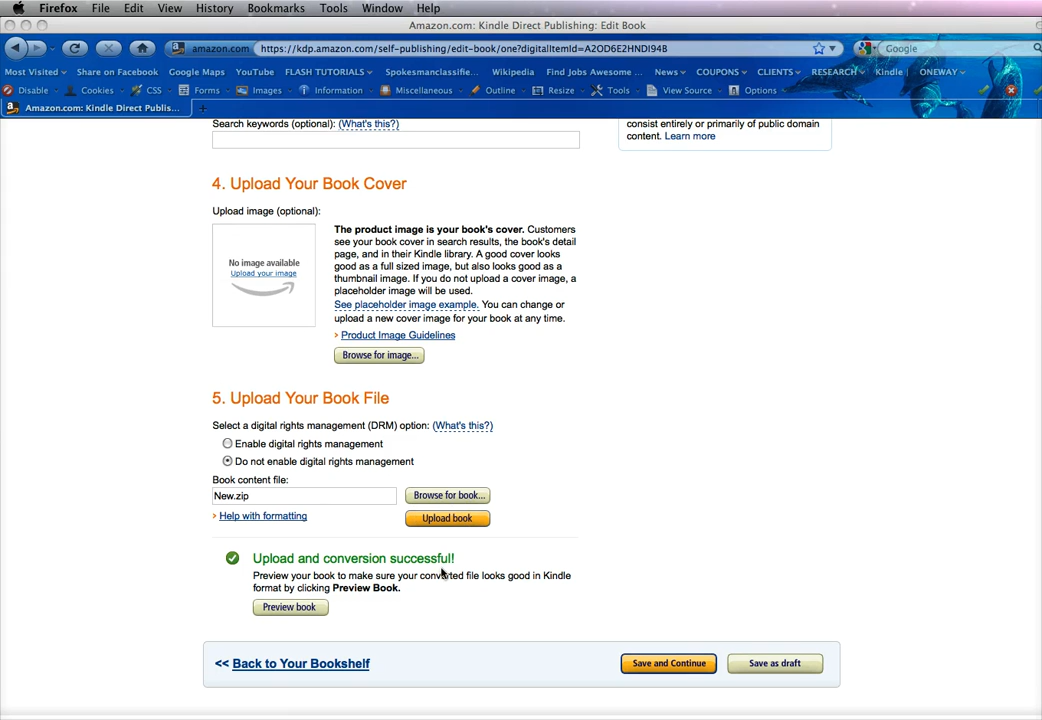 Firefox File Edit View History Bookmarks Tools Window Help
Amazon.com: Kindle Direct Publishing: Edit Book
amazon.com https://kdp.amazon.com/self-publishing/edit-book/one?digitalItemId=A2OD6E2HNDI94B Google
Most Visited Share on Facebook Google Maps YouTube FLASH TUTORIALS Spokesmanclassifie... Wikipedia Find Jobs Awesome ... News COUPONS CLIENTS RESEARCH Kindle ONEWAY
Disable Cookies CSS Forms Images Information Miscellaneous Outline Resize Tools View Source Options
Amazon.com: Kindle Direct Publis...
Search keywords (optional): (What's this?)
consist entirely or primarily of public domain
content. Learn more
4. Upload Your Book Cover
Upload image (optional):
No image available
Upload your image
The product image is your book's cover. Customers
see your book cover in search results, the book's detail
page, and in their Kindle library. A good cover looks
good as a full sized image, but also looks good as a
thumbnail image. If you do not upload a cover image, a
placeholder image will be used.
See placeholder image example. You can change or
upload a new cover image for your book at any time.
› Product Image Guidelines
Browse for image...
5. Upload Your Book File
Select a digital rights management (DRM) option: (What's this?)
Enable digital rights management
Do not enable digital rights management
Book content file:
New.zip Browse for book...
› Help with formatting Upload book
Upload and conversion successful!
Preview your book to make sure your converted file looks good in Kindle
format by clicking Preview Book.
Preview book
<< Back to Your Bookshelf Save and Continue Save as draft